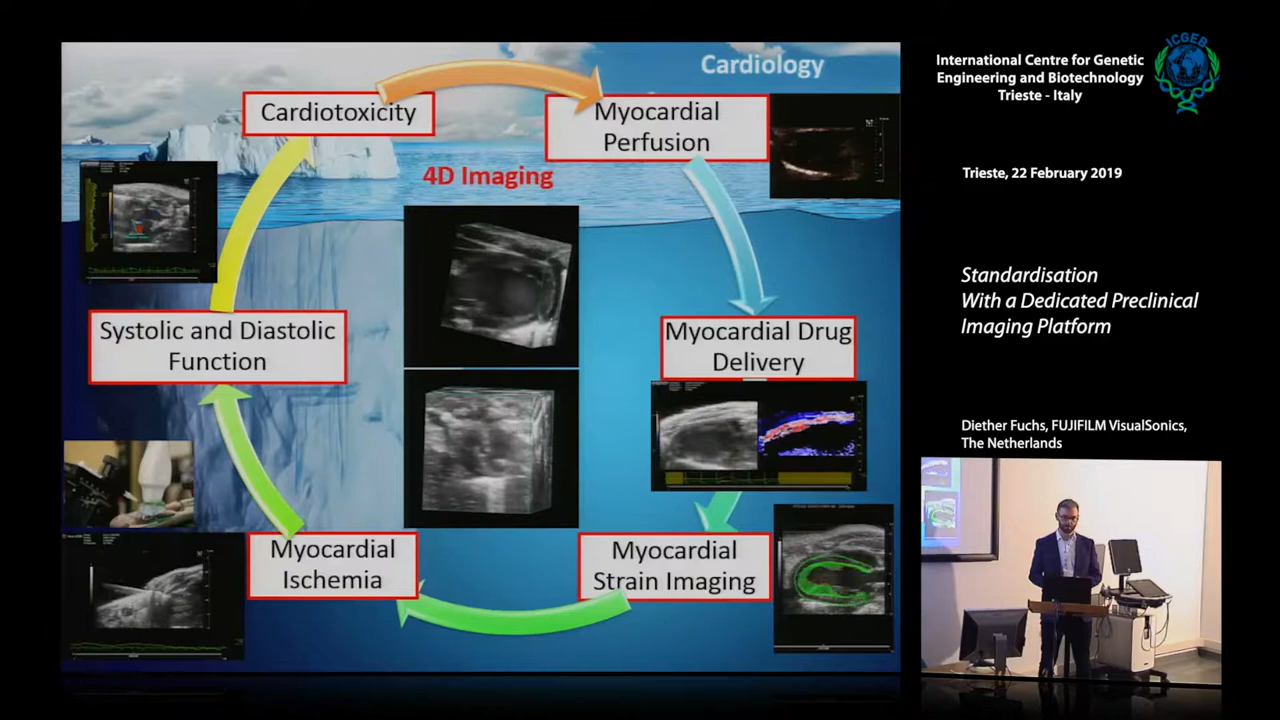 Cardiology
Cardiotoxicity
Myocardial
Perfusion
4D Imaging
Systolic and Diastolic
Function
Myocardial Drug
Delivery
Myocardial
Ischemia
Myocardial
Strain Imaging
ICGEB
International Centre for Genetic
Engineering and Biotechnology
Trieste - Italy
Trieste, 22 February 2019
Standardisation
With a Dedicated Preclinical
Imaging Platform
Diether Fuchs, FUJIFILM VisualSonics,
The Netherlands